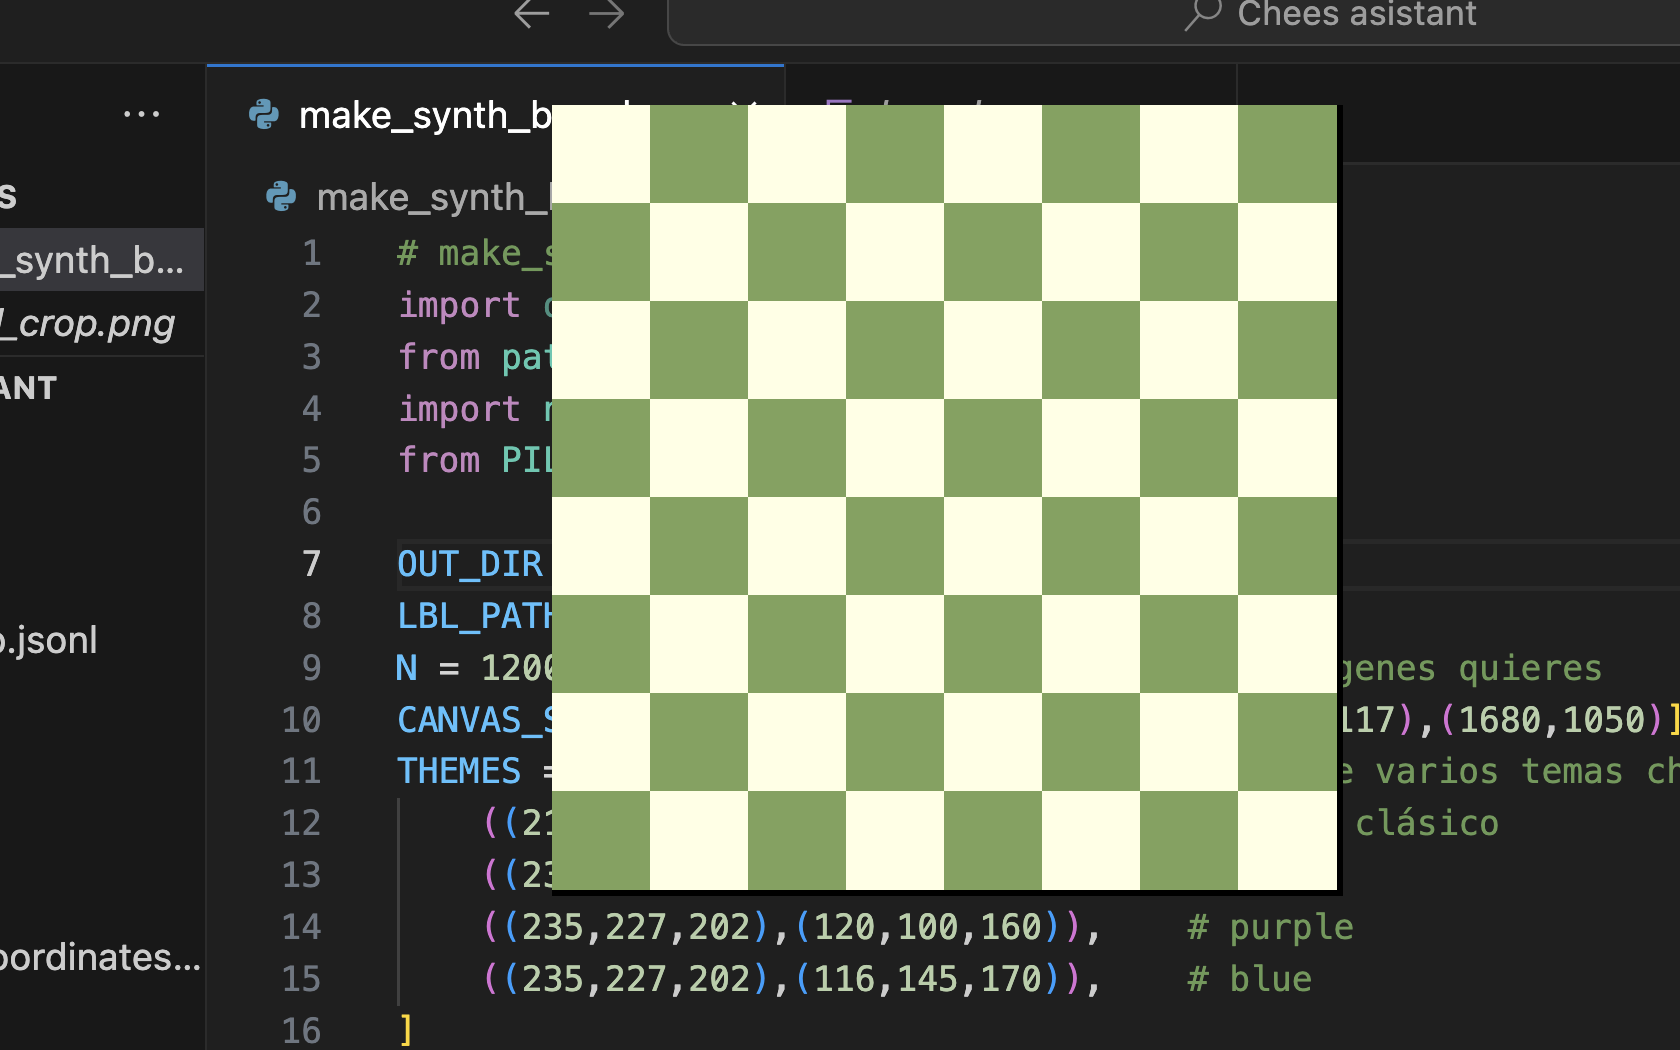 Chees asistant
make_synth_b
S
make_synth_
_synth_b...
_crop.png
ANT
.jsonl
oordinates...
1 # make_s
2 import
3 from pat
4 import
5 from PIL
6
7 OUT_DIR
8 LBL_PATH
9 N = 1200 genes quieres
10 CANVAS_S 117),(1680,1050)]
11 THEMES = e varios temas ch
12 ((21 clásico
13 ((23
14 ((235,227,202),(120,100,160)), # purple
15 ((235,227,202),(116,145,170)), # blue
16 ]